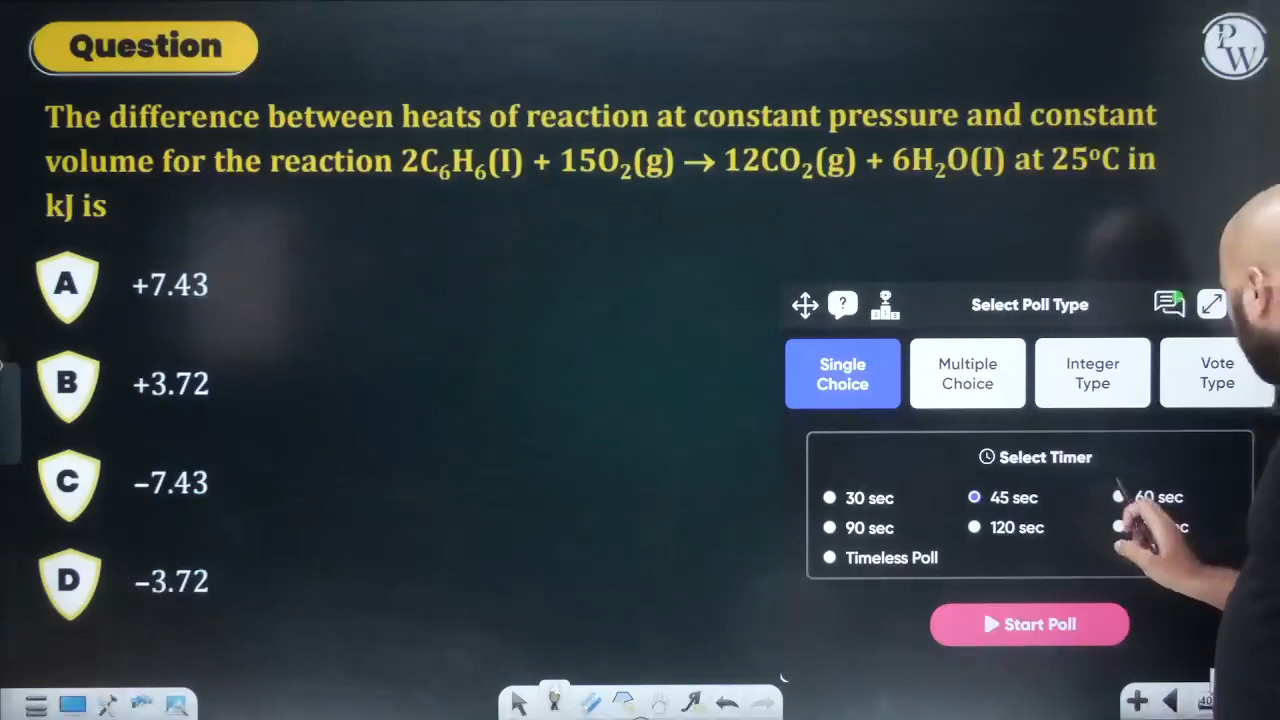 Question
PW
The difference between heats of reaction at constant pressure and constant
volume for the reaction 2C₆H₆(l) + 15O₂(g) → 12CO₂(g) + 6H₂O(l) at 25ºC in
kJ is
A +7.43
B +3.72
C –7.43
D –3.72
Select Poll Type
Single Choice
Multiple Choice
Integer Type
Vote Type
Select Timer
30 sec
45 sec
60 sec
90 sec
120 sec
Timeless Poll
Start Poll